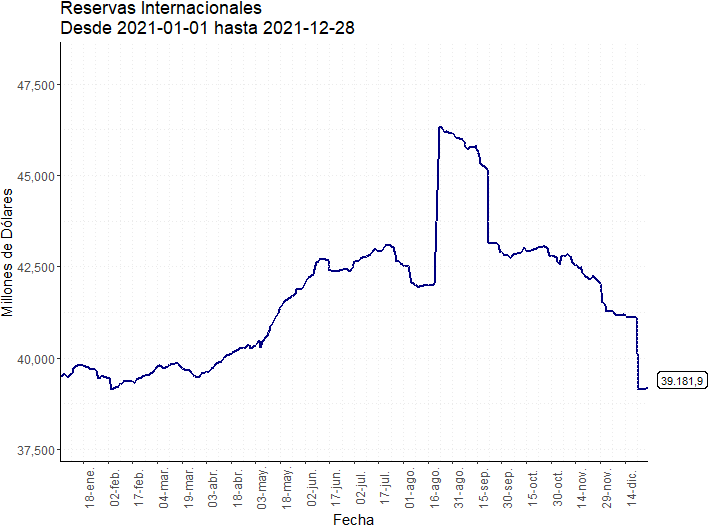 Reservas Internacionales
Desde 2021-01-01 hasta 2021-12-28
Millones de Dólares
47,500
45,000
42,500
40,000
37,500
39.181,9
18-ene.
02-feb.
17-feb.
04-mar.
19-mar.
03-abr.
18-abr.
03-may.
18-may.
02-jun.
17-jun.
02-jul.
17-jul.
01-ago.
16-ago.
31-ago.
15-sep.
30-sep.
15-oct.
30-oct.
14-nov.
29-nov.
14-dic.
Fecha